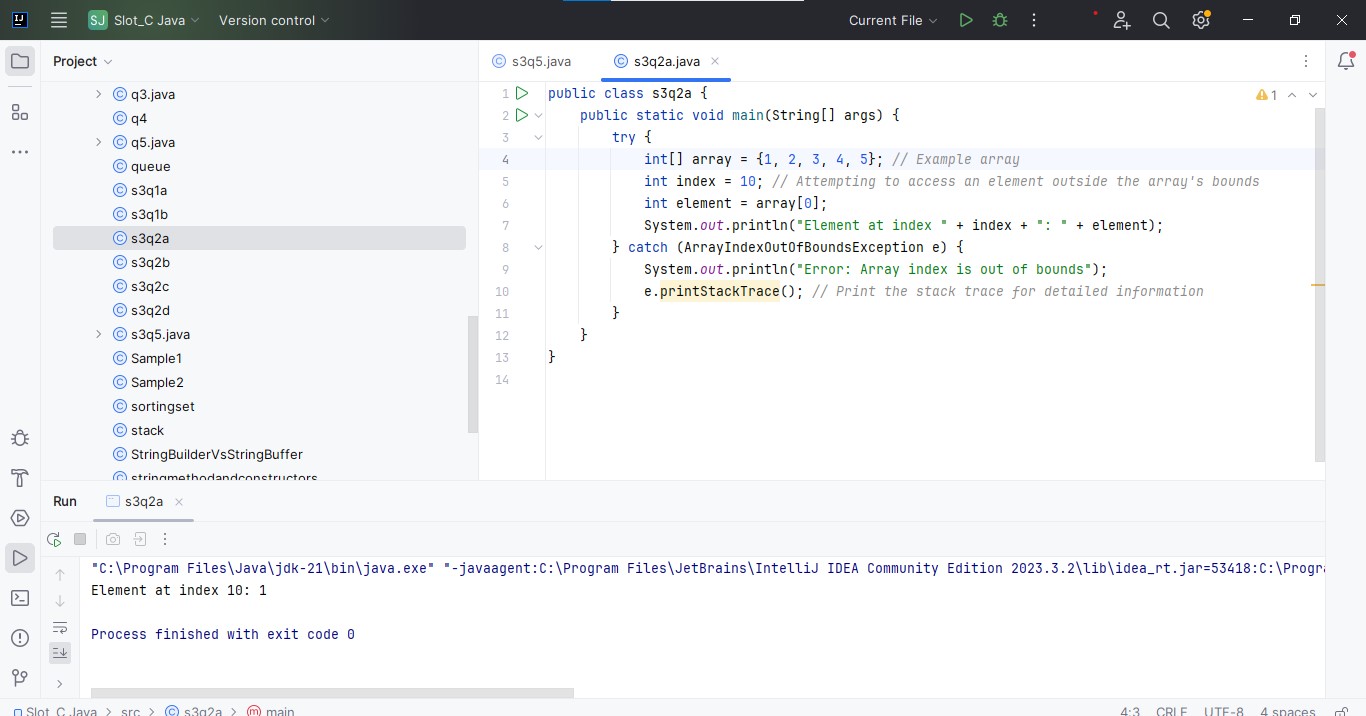 SJ Slot_C Java Version control Current File
Project
q3.java
q4
q5.java
queue
s3q1a
s3q1b
s3q2a
s3q2b
s3q2c
s3q2d
s3q5.java
Sample1
Sample2
sortingset
stack
StringBuilderVsStringBuffer
stringmethodandconstructors
s3q5.java s3q2a.java
1 public class s3q2a {
2 public static void main(String[] args) {
3 try {
4 int[] array = {1, 2, 3, 4, 5}; // Example array
5 int index = 10; // Attempting to access an element outside the array's bounds
6 int element = array[0];
7 System.out.println("Element at index " + index + ": " + element);
8 } catch (ArrayIndexOutOfBoundsException e) {
9 System.out.println("Error: Array index is out of bounds");
10 e.printStackTrace(); // Print the stack trace for detailed information
11 }
12 }
13 }
14
1
Run s3q2a
"C:\Program Files\Java\jdk-21\bin\java.exe" "-javaagent:C:\Program Files\JetBrains\IntelliJ IDEA Community Edition 2023.3.2\lib\idea_rt.jar=53418:C:\Progra
Element at index 10: 1
Process finished with exit code 0
Slot_C Java > src > s3q2a > main 4:3 CRLF UTF-8 4 spaces